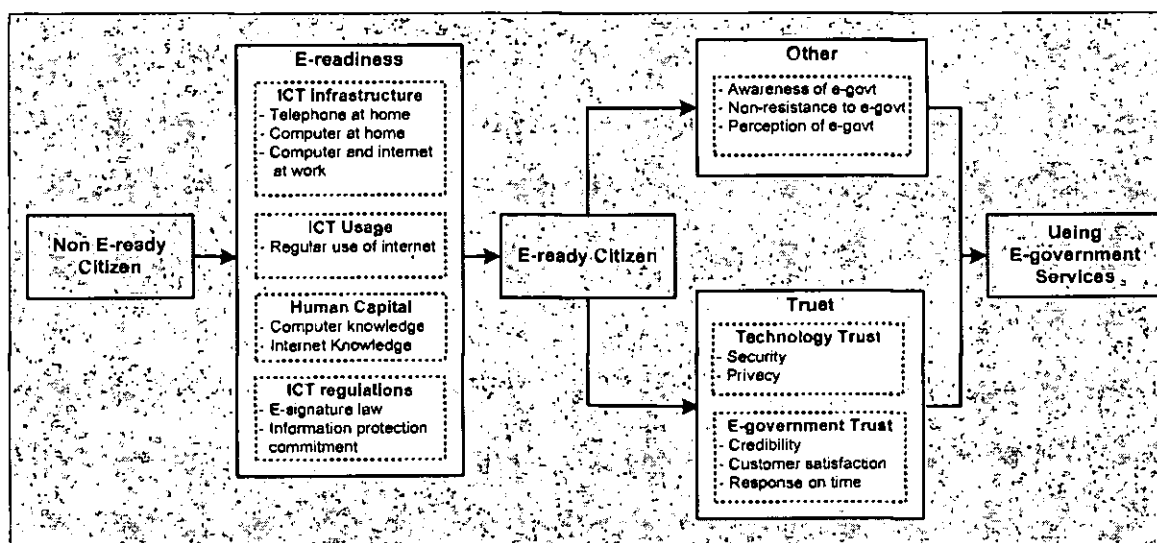 Non E-ready
Citizen
E-readiness
ICT infrastructure
- Telephone at home
- Computer at home
- Computer and internet
at work
ICT Usage
- Regular use of internet
Human Capital
- Computer knowledge
- Internet Knowledge
ICT regulations
- E-signature law
- Information protection
commitment
E-ready Citizen
Other
- Awareness of e-govt
- Non-resistance to e-govt
- Perception of e-govt
Trust
Technology Trust
- Security
- Privacy
E-government Trust
- Credibility
- Customer satisfaction
- Response on time
Using
E-government
Services